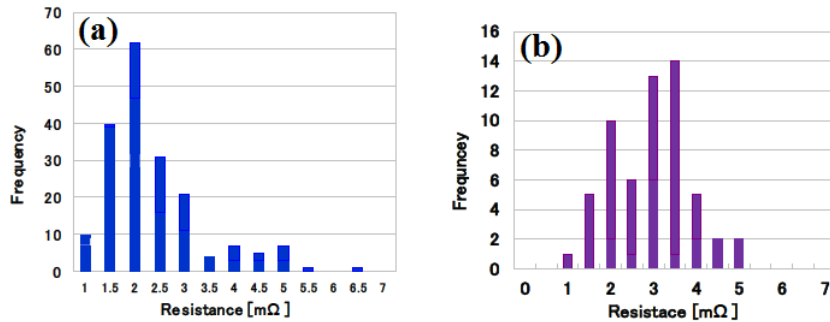 (a)
70
60
50
40
30
20
10
0
Frequency
1 1.5 2 2.5 3 3.5 4 4.5 5 5.5 6 6.5 7
Resistance [mΩ]
(b)
16
14
12
10
8
6
4
2
0
Frequncey
0 1 2 3 4 5 6 7
Resistace [mΩ]